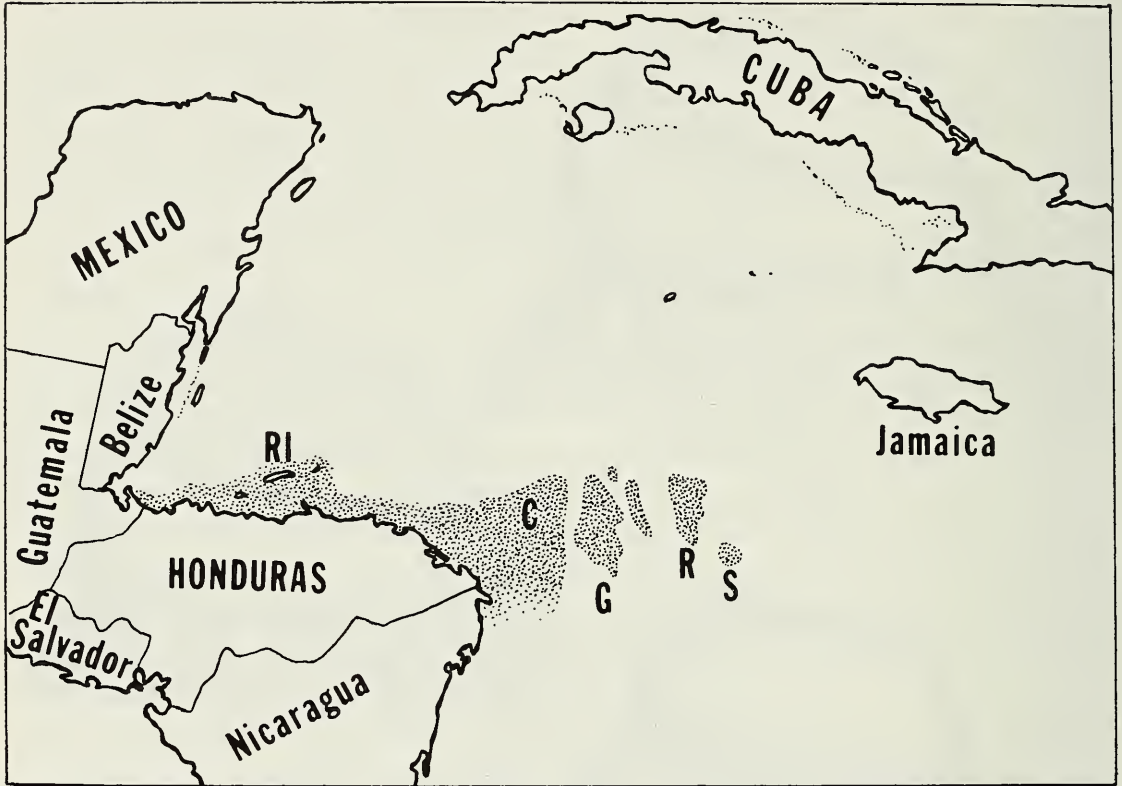 CUBA
MEXICO
Belize
Jamaica
Guatemala
RI
C
HONDURAS
G
R
S
El
Salvador
Nicaragua